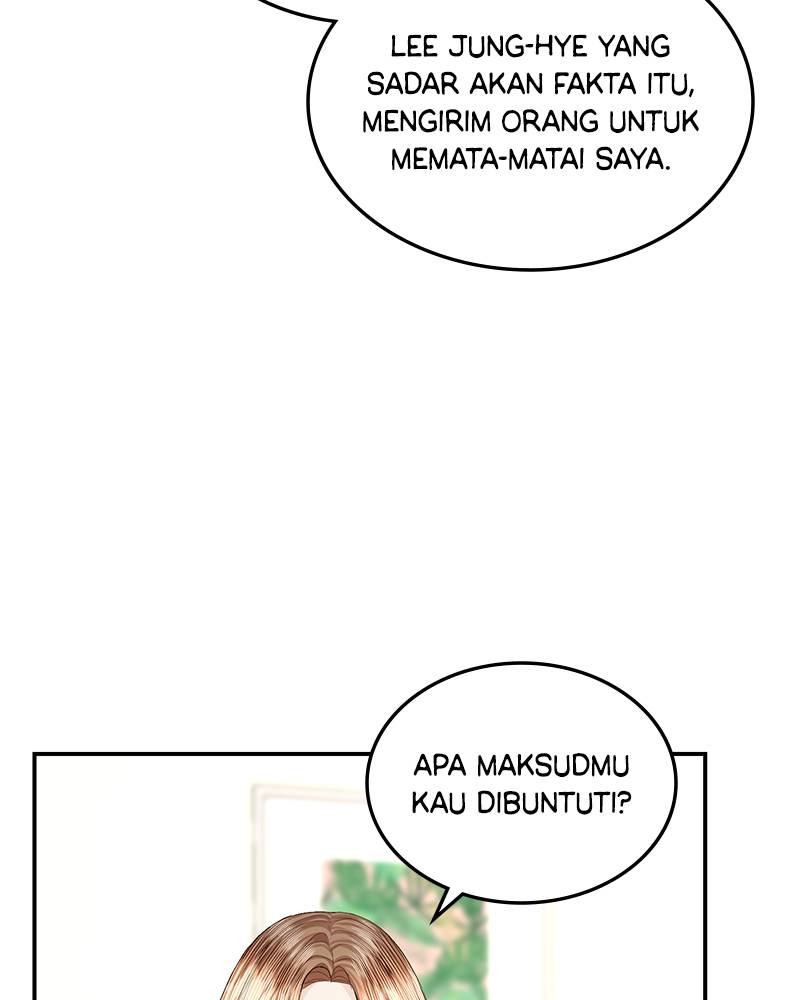 LEE JUNG-HYE YANG
SADAR AKAN FAKTA ITU,
MENGIRIM ORANG UNTUK
MEMATA-MATAI SAYA.
APA MAKSUDMU
KAU DIBUNTUTI?